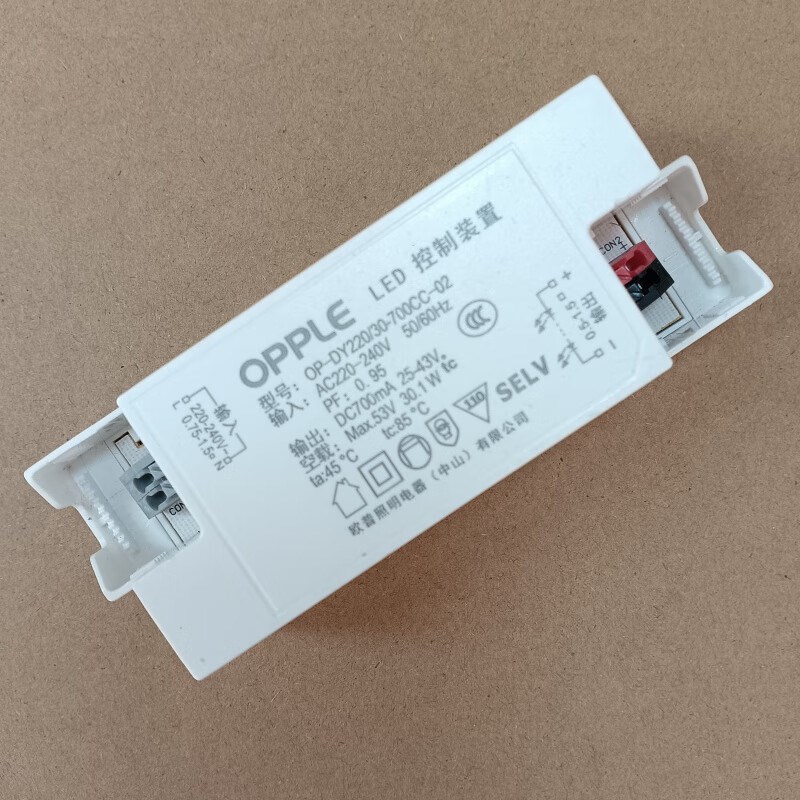 OPPLE LED 控制装置
型号: OP-DY220/30-700CC-02
输入: AC220-240V 50/60Hz
PF: 0.95
输出: DC700mA 25-43V⎓
空载: Max.53V 30.1W tc
ta:45℃ tc:85℃
110 SELV
欧普照明电器（中山）有限公司
输入
220-240V~
0.75-1.5□ N
CON
+
输出
0.5-1.5□
-
CON2
+